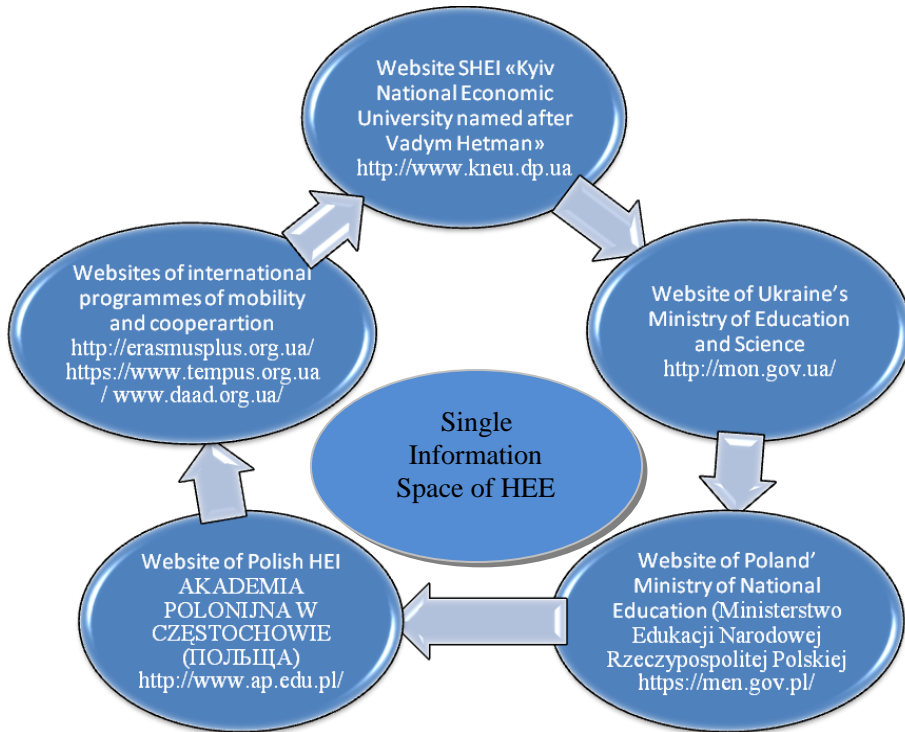 Website SHEI «Kyiv
National Economic
University named after
Vadym Hetman»
http://www.kneu.dp.ua
Websites of international
programmes of mobility
and cooperartion
http://erasmusplus.org.ua/
https://www.tempus.org.ua
/ www.daad.org.ua/
Website of Ukraine’s
Ministry of Education
and Science
http://mon.gov.ua/
Single
Information
Space of HEE
Website of Polish HEI
AKADEMIA
POLONIJNA W
CZĘSTOCHOWIE
(ПОЛЬЩА)
http://www.ap.edu.pl/
Website of Poland’
Ministry of National
Education (Ministerstwo
Edukacji Narodowej
Rzeczypospolitej Polskiej
https://men.gov.pl/